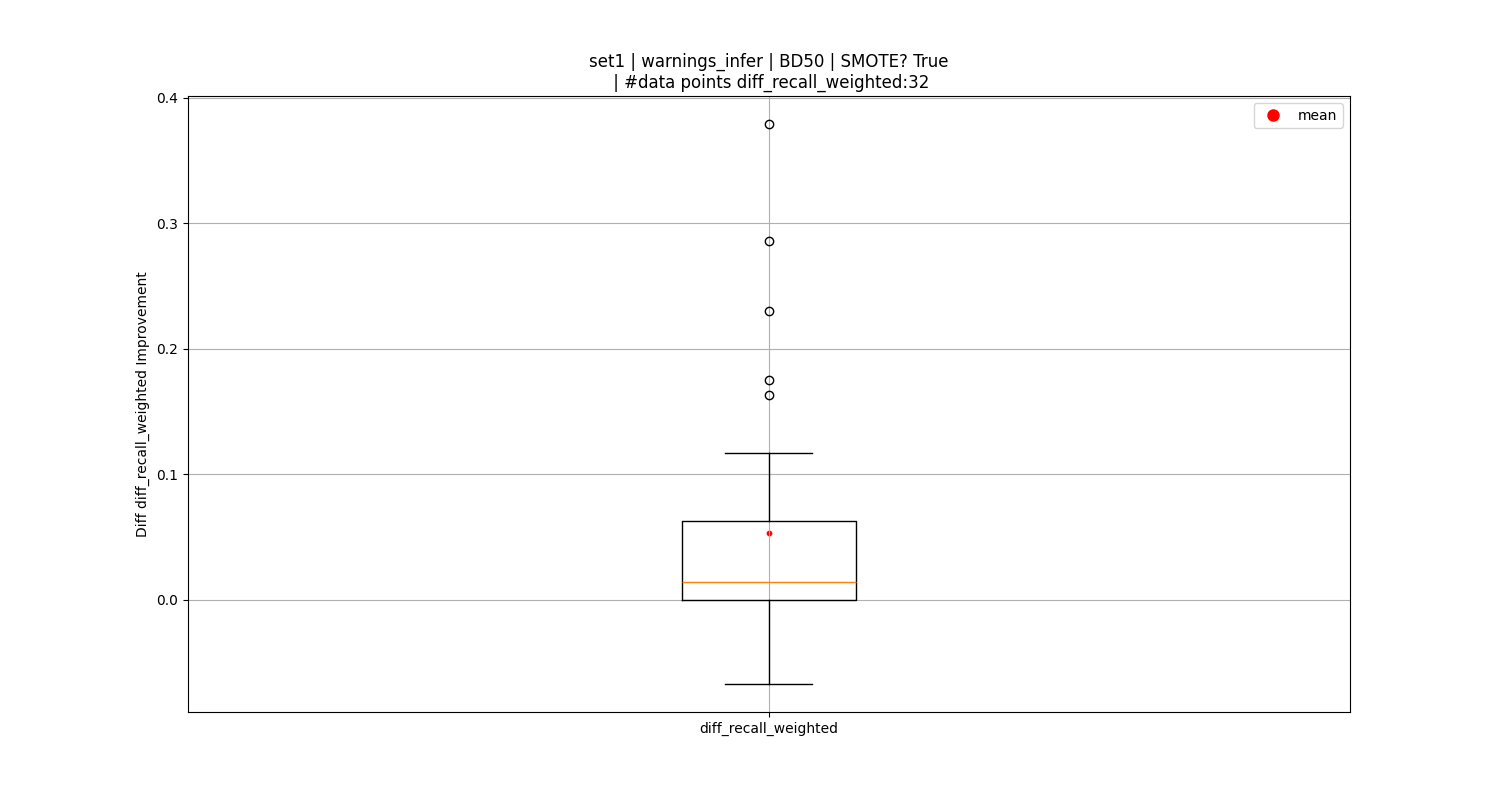 set1 | warnings_infer | BD50 | SMOTE? True
| #data points diff_recall_weighted:32
mean
0.4
0.3
0.2
0.1
0.0
Diff diff_recall_weighted Improvement
diff_recall_weighted